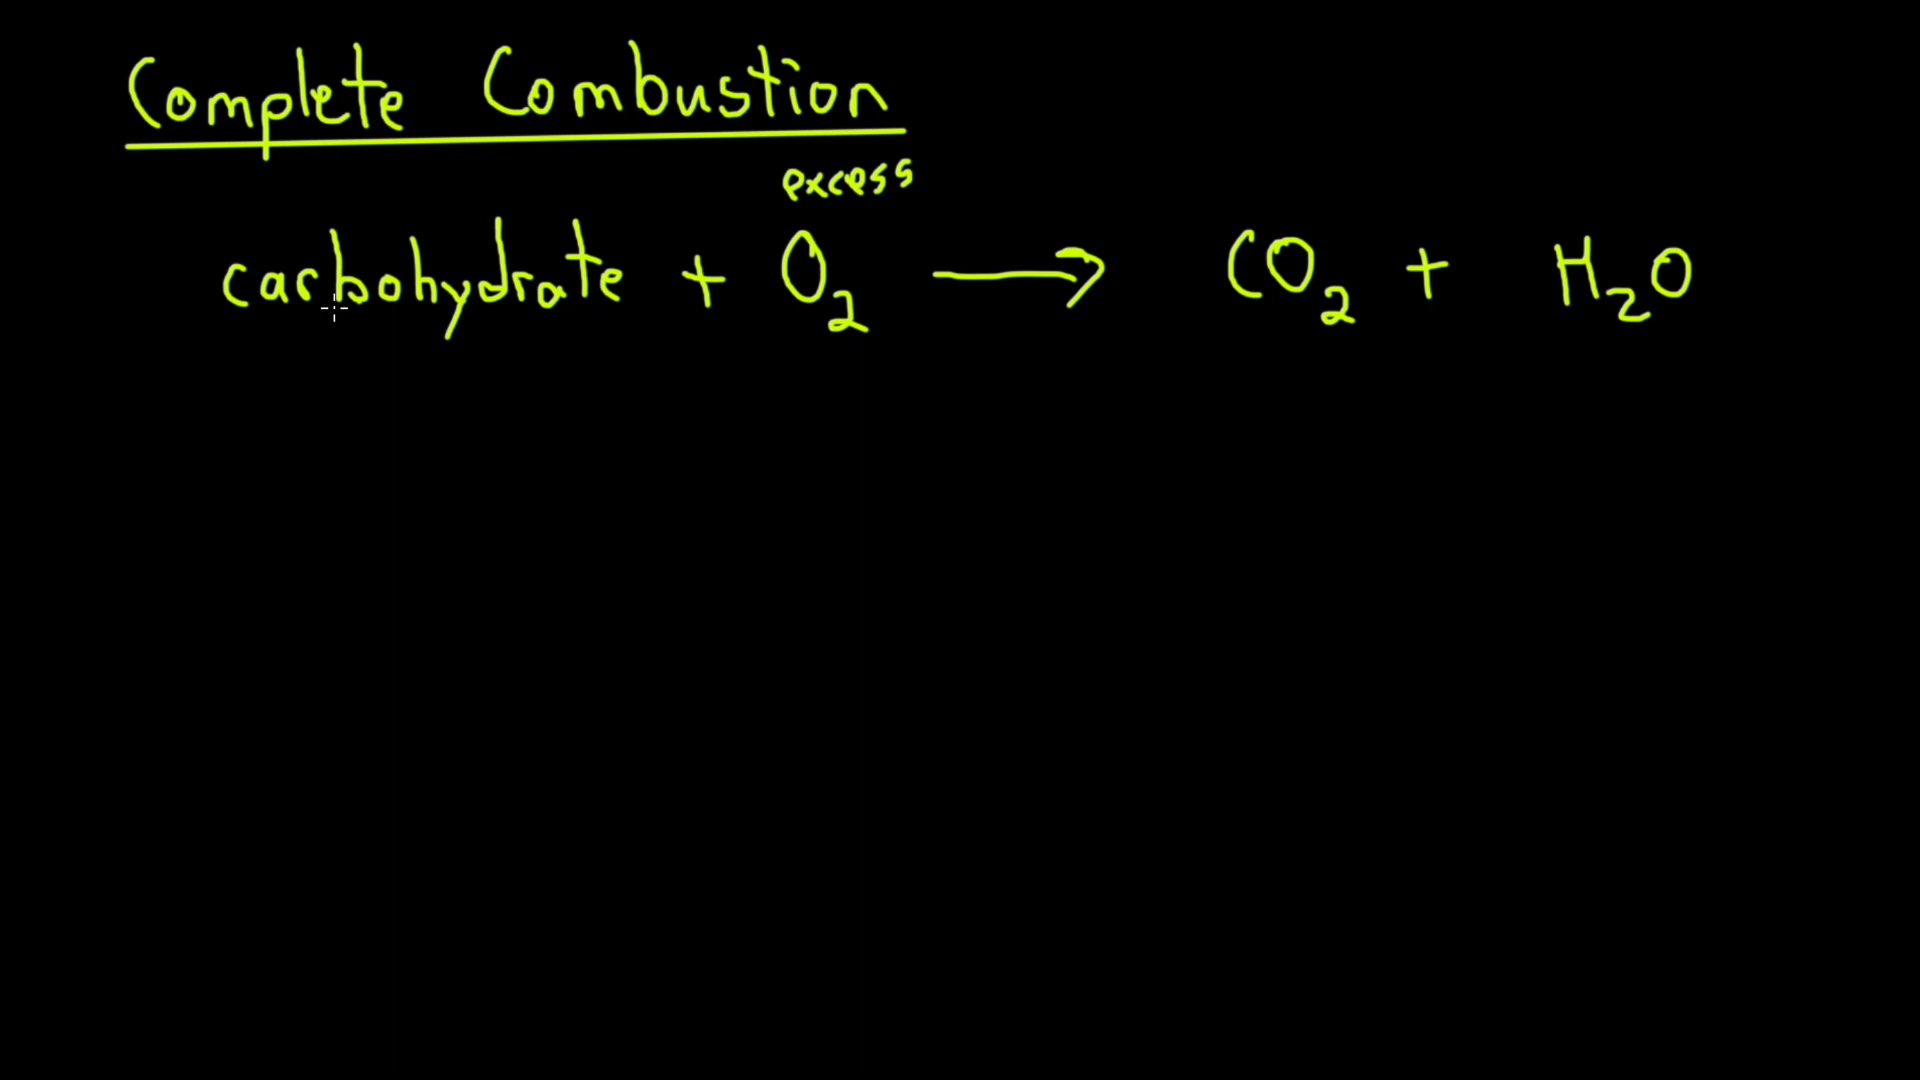 Complete Combustion
excess
carbohydrate + O₂ → CO₂ + H₂O